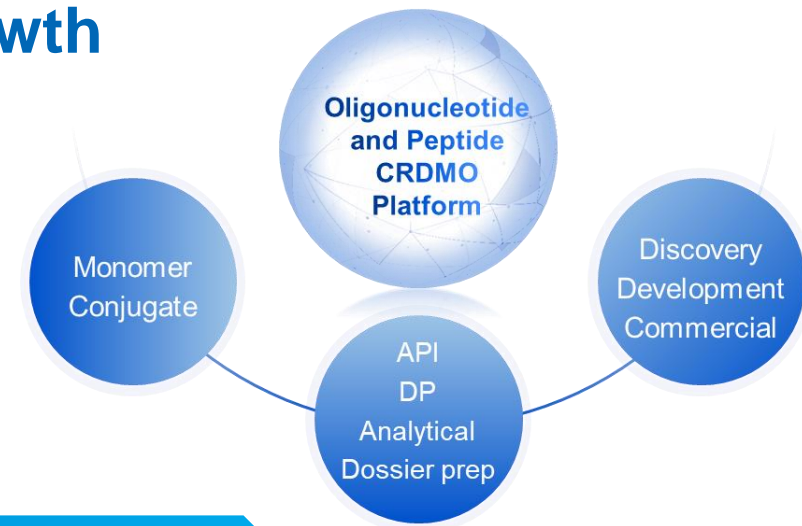 wth
Oligonucleotide
and Peptide
CRDMO
Platform
Monomer
Conjugate
API
DP
Analytical
Dossier prep
Discovery
Development
Commercial